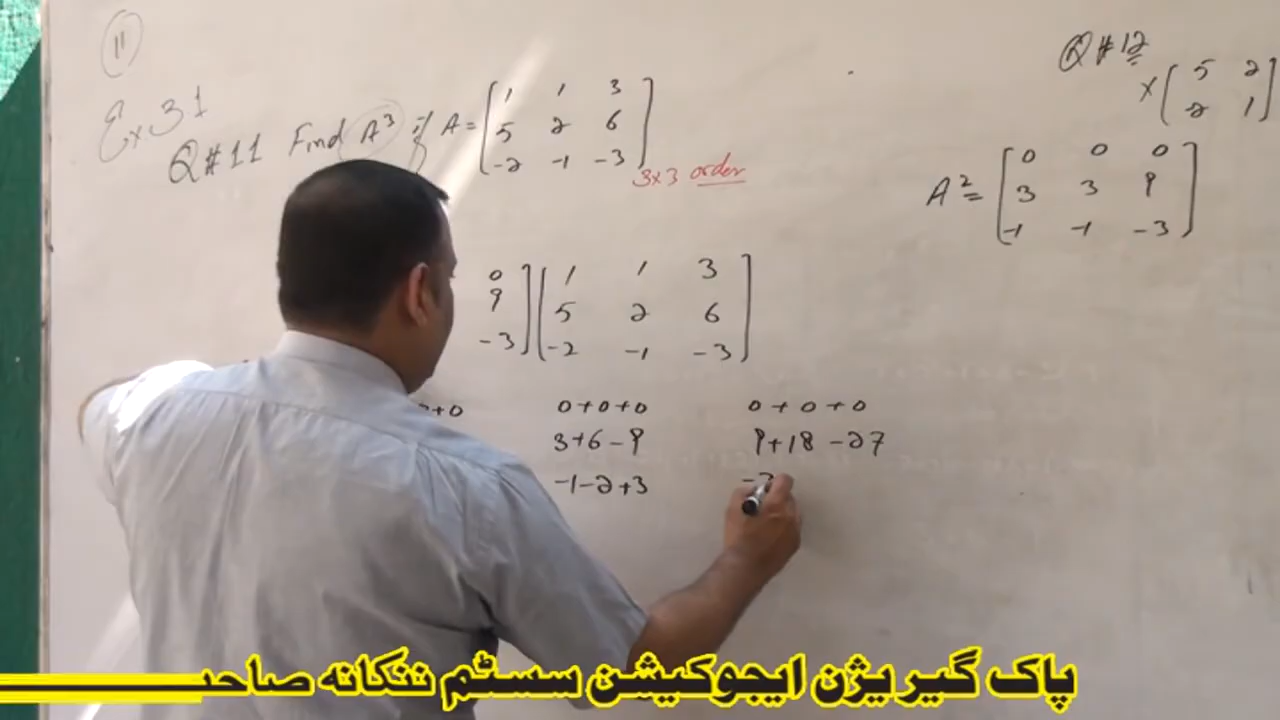 11
Ex 31
Q#11 Find A³ if A = [1 1 3
5 2 6
-2 -1 -3]
3x3 order
Q#12
x [5 2
2 1]
A² = [0 0 0
3 3 9
-1 -1 -3]
0] [1 1 3
9 5 2 6
-3] -2 -1 -3]
+0 0+0+0 0+0+0
3+6-9 9+18-27
-1-2+3 -3
پاک گیریژن ایجوکیشن سسٹم ننکانہ صاحب